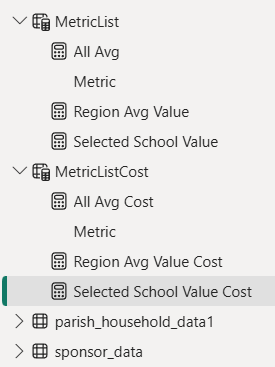 MetricList
All Avg
Metric
Region Avg Value
Selected School Value
MetricListCost
All Avg Cost
Metric
Region Avg Value Cost
Selected School Value Cost
parish_household_data1
sponsor_data